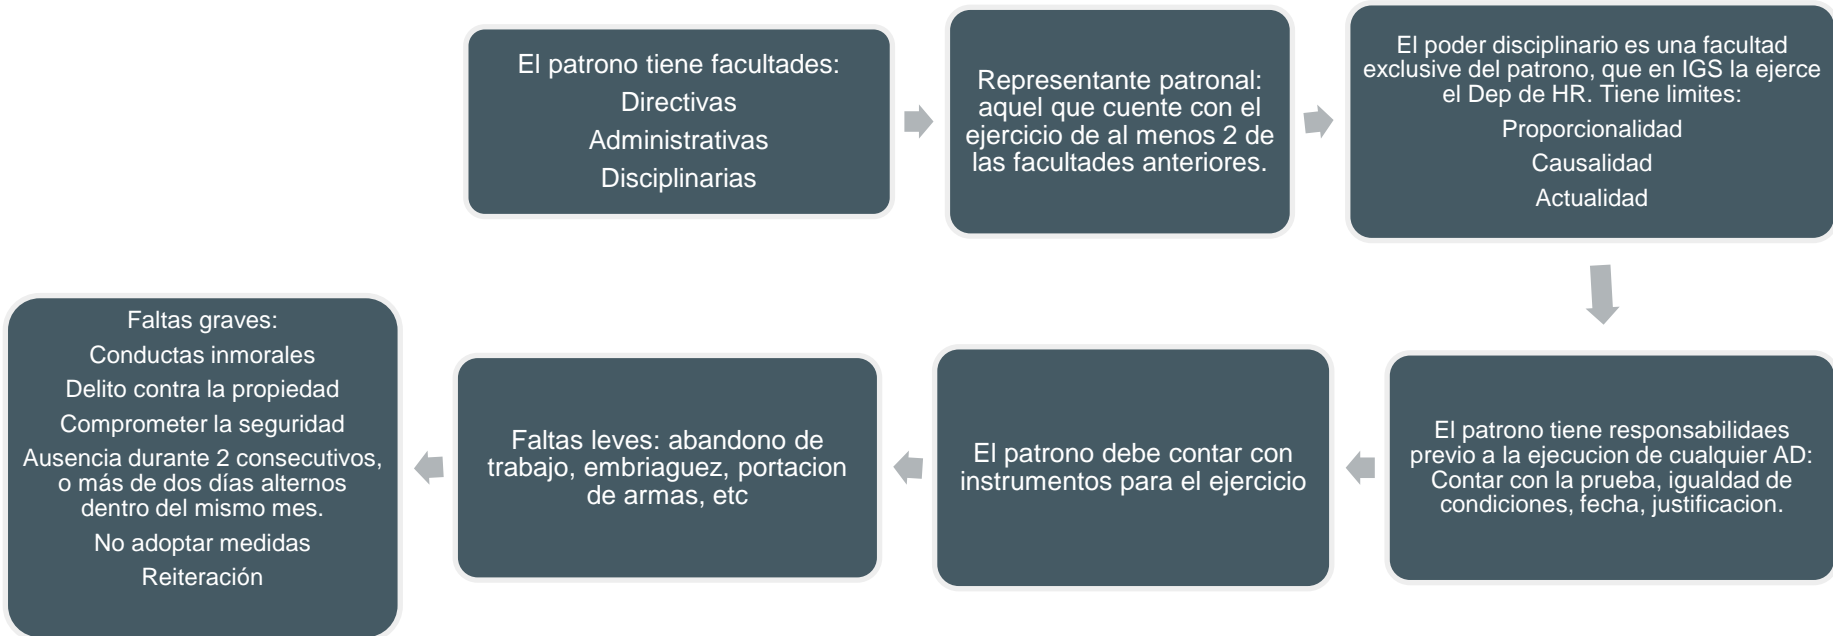 El patrono tiene facultades:
Directivas
Administrativas
Disciplinarias
Representante patronal:
aquel que cuente con el
ejercicio de al menos 2 de
las facultades anteriores.
El poder disciplinario es una facultad
exclusive del patrono, que en IGS la ejerce
el Dep de HR. Tiene limites:
Proporcionalidad
Causalidad
Actualidad
El patrono tiene responsabilidaes
previo a la ejecucion de cualquier AD:
Contar con la prueba, igualdad de
condiciones, fecha, justificacion.
El patrono debe contar con
instrumentos para el ejercicio
Faltas leves: abandono de
trabajo, embriaguez, portacion
de armas, etc
Faltas graves:
Conductas inmorales
Delito contra la propiedad
Comprometer la seguridad
Ausencia durante 2 consecutivos,
o más de dos días alternos
dentro del mismo mes.
No adoptar medidas
Reiteración